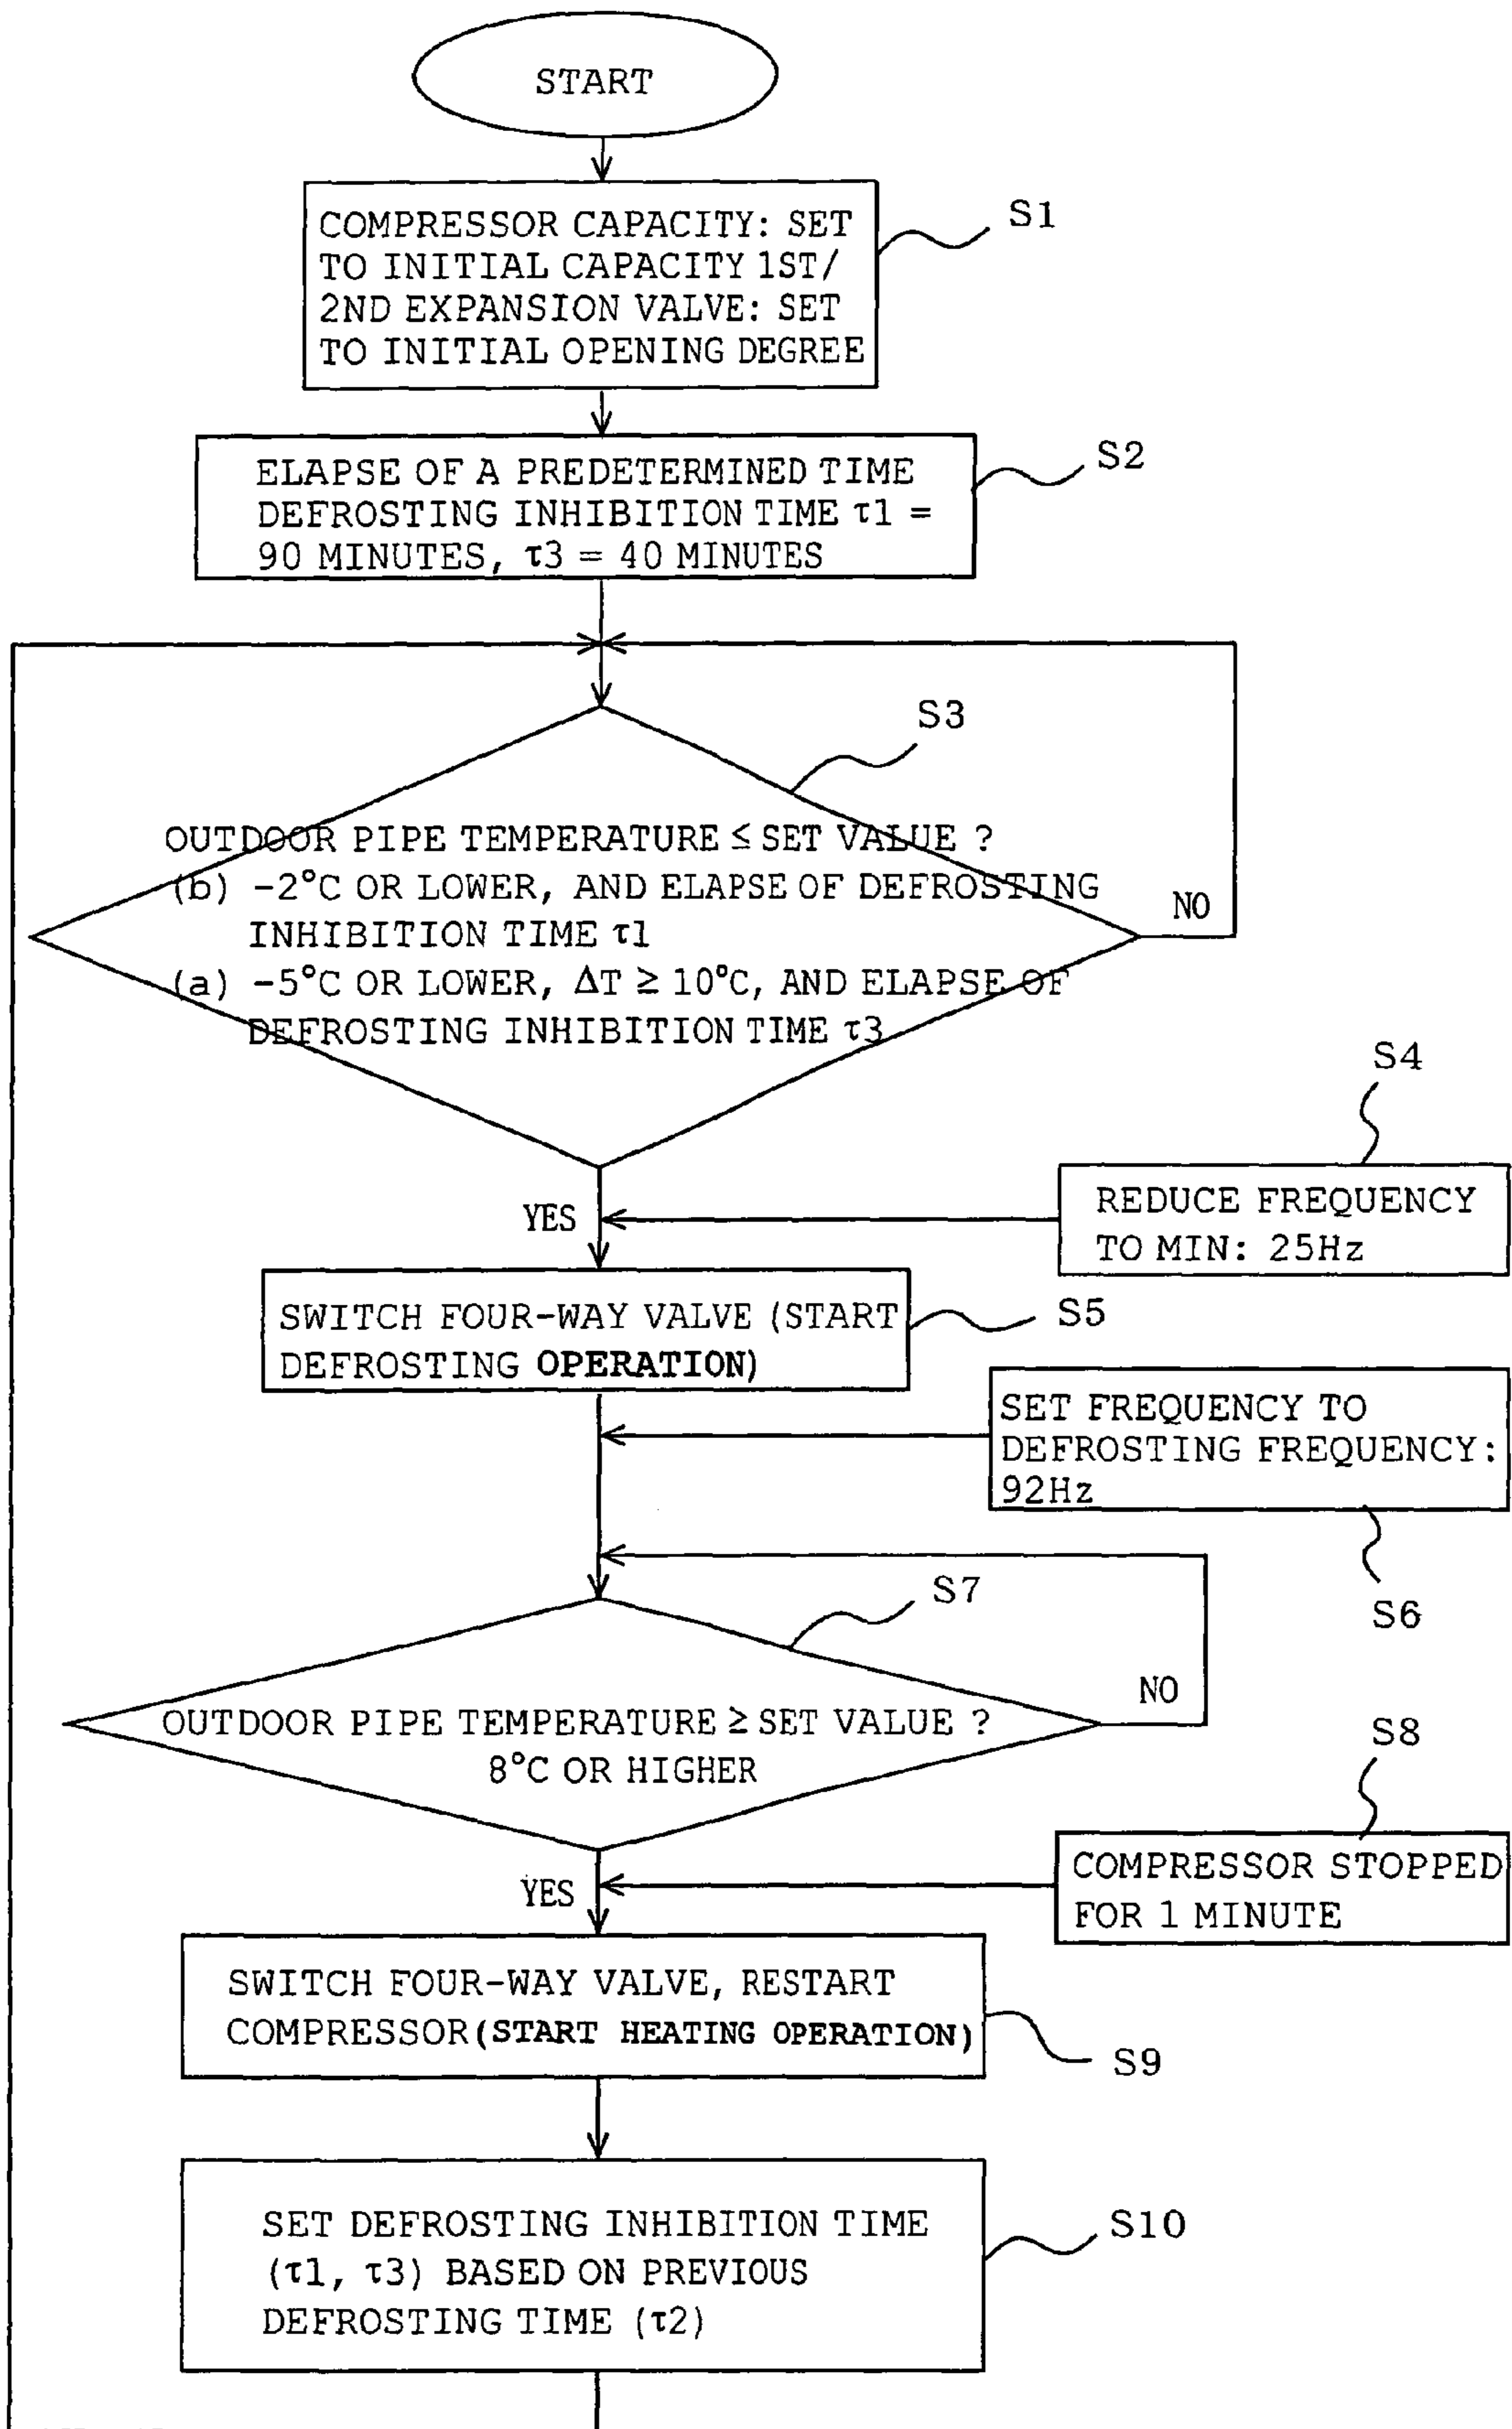 START
COMPRESSOR CAPACITY: SET
TO INITIAL CAPACITY 1ST/
2ND EXPANSION VALVE: SET
TO INITIAL OPENING DEGREE
S1
ELAPSE OF A PREDETERMINED TIME
DEFROSTING INHIBITION TIME τ1 =
90 MINUTES, τ3 = 40 MINUTES
S2
S3
OUTDOOR PIPE TEMPERATURE ≤ SET VALUE ?
(b) -2°C OR LOWER, AND ELAPSE OF DEFROSTING
INHIBITION TIME τ1
(a) -5°C OR LOWER, ΔT ≥ 10°C, AND ELAPSE OF
DEFROSTING INHIBITION TIME τ3
NO
YES
S4
REDUCE FREQUENCY
TO MIN: 25Hz
SWITCH FOUR-WAY VALVE (START
DEFROSTING OPERATION)
S5
SET FREQUENCY TO
DEFROSTING FREQUENCY:
92Hz
S6
S7
OUTDOOR PIPE TEMPERATURE ≥ SET VALUE ?
8°C OR HIGHER
NO
YES
S8
COMPRESSOR STOPPED
FOR 1 MINUTE
SWITCH FOUR-WAY VALVE, RESTART
COMPRESSOR(START HEATING OPERATION)
S9
SET DEFROSTING INHIBITION TIME
(τ1, τ3) BASED ON PREVIOUS
DEFROSTING TIME (τ2)
S10